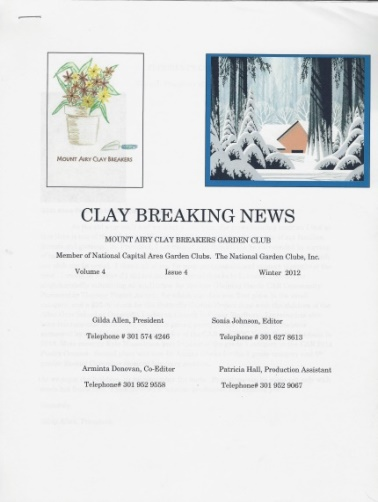 MOUNT AIRY CLAY BREAKERS
CLAY BREAKING NEWS
MOUNT AIRY CLAY BREAKERS GARDEN CLUB
Member of National Capital Area Garden Clubs. The National Garden Clubs, Inc.
Volume 4 Issue 4 Winter 2012
Gilda Allen, President Sonia Johnson, Editor
Telephone # 301 574 4246 Telephone # 301 627 8613
Arminta Donovan, Co-Editor Patricia Hall, Production Assistant
Telephone# 301 952 9558 Telephone# 301 952 9067